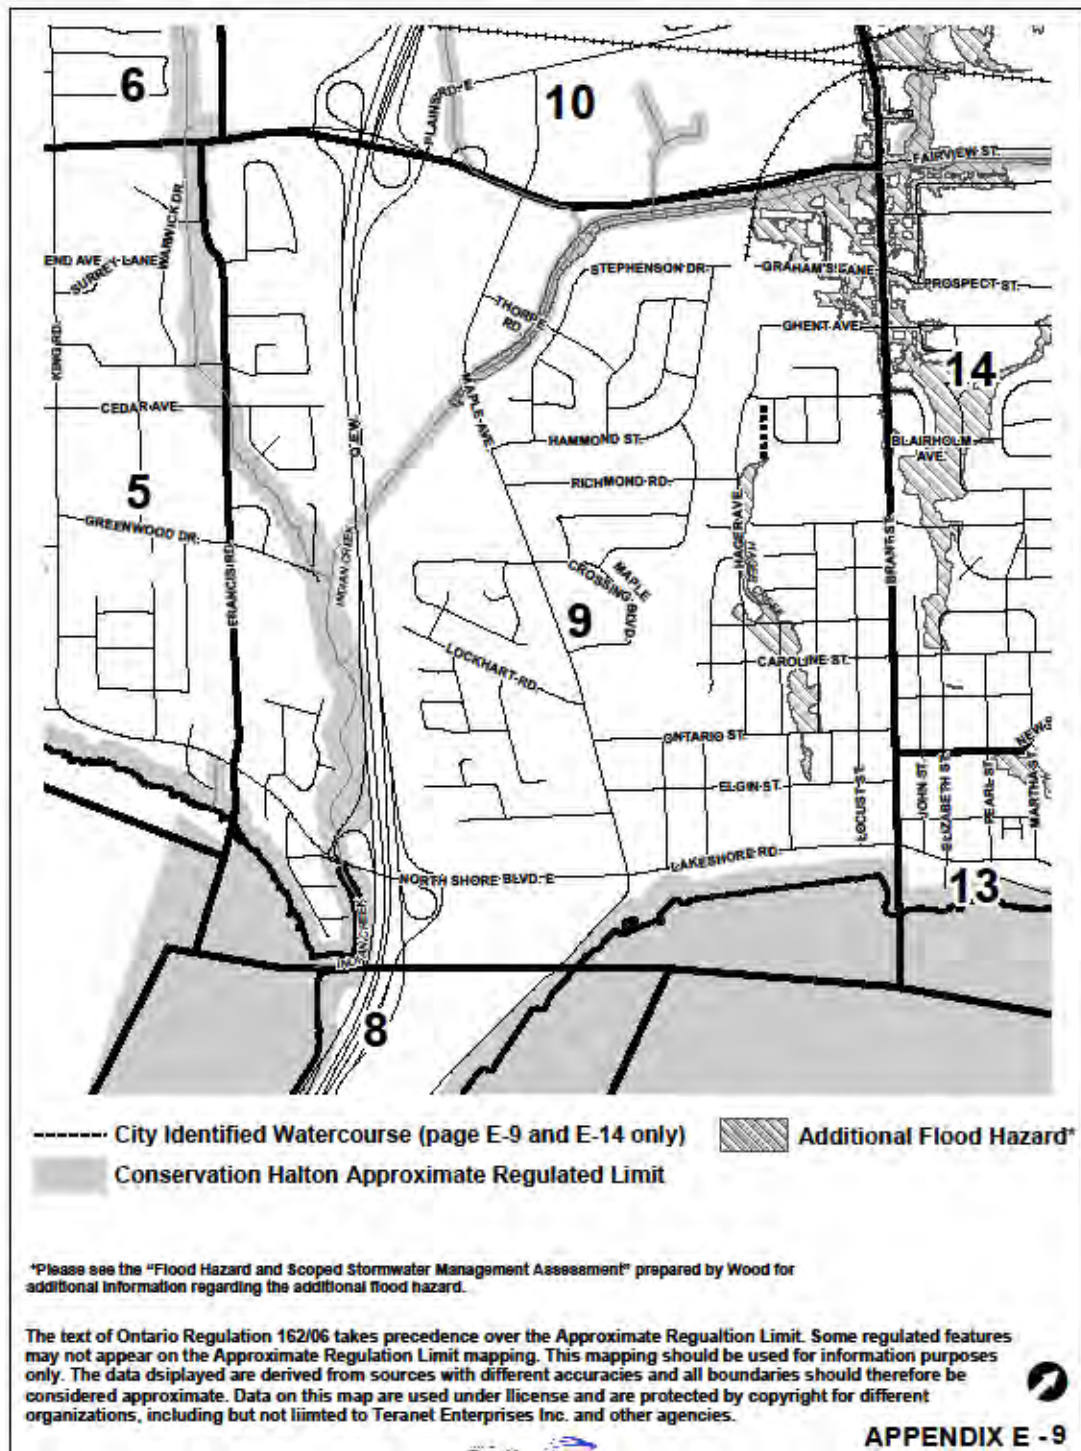 6
10
PLAINS RD. E
FAIRVIEW ST.
WARWICK DR.
SURREY LANE
END AVE.
STEPHENSON DR.
GRAHAM'S LANE
PROSPECT ST.
THORPE
RD.
GHENT AVE.
KING RD.
14
MAPLE AVE.
CEDAR AVE.
Q.E.W.
HAMMOND ST.
BLAIRHOLM
AVE.
5
RICHMOND RD.
HAGER AVE.
GREENWOOD DR.
FRANCIS RD.
INDIAN CREEK
BRANT ST.
HAGER
CREEK
MAPLE
CROSSING
BLVD.
9
CAROLINE ST.
LOCKHART RD.
ONTARIO ST.
NEW
ELGIN ST.
LOCUST ST.
JOHN ST.
ELIZABETH ST.
PEARL ST.
MARTHA ST.
LAKESHORE RD.
NORTH SHORE BLVD. E
13
INDIAN CREEK
8
City Identified Watercourse (page E-9 and E-14 only)
Additional Flood Hazard*
Conservation Halton Approximate Regulated Limit
*Please see the "Flood Hazard and Scoped Stormwater Management Assessment" prepared by Wood for
additional information regarding the additional flood hazard.
The text of Ontario Regulation 162/06 takes precedence over the Approximate Regualtion Limit. Some regulated features
may not appear on the Approximate Regulation Limit mapping. This mapping should be used for information purposes
only. The data dsiplayed are derived from sources with different accuracies and all boundaries should therefore be
considered approximate. Data on this map are used under llicense and are protected by copyright for different
organizations, including but not liimted to Teranet Enterprises Inc. and other agencies.
APPENDIX E - 9